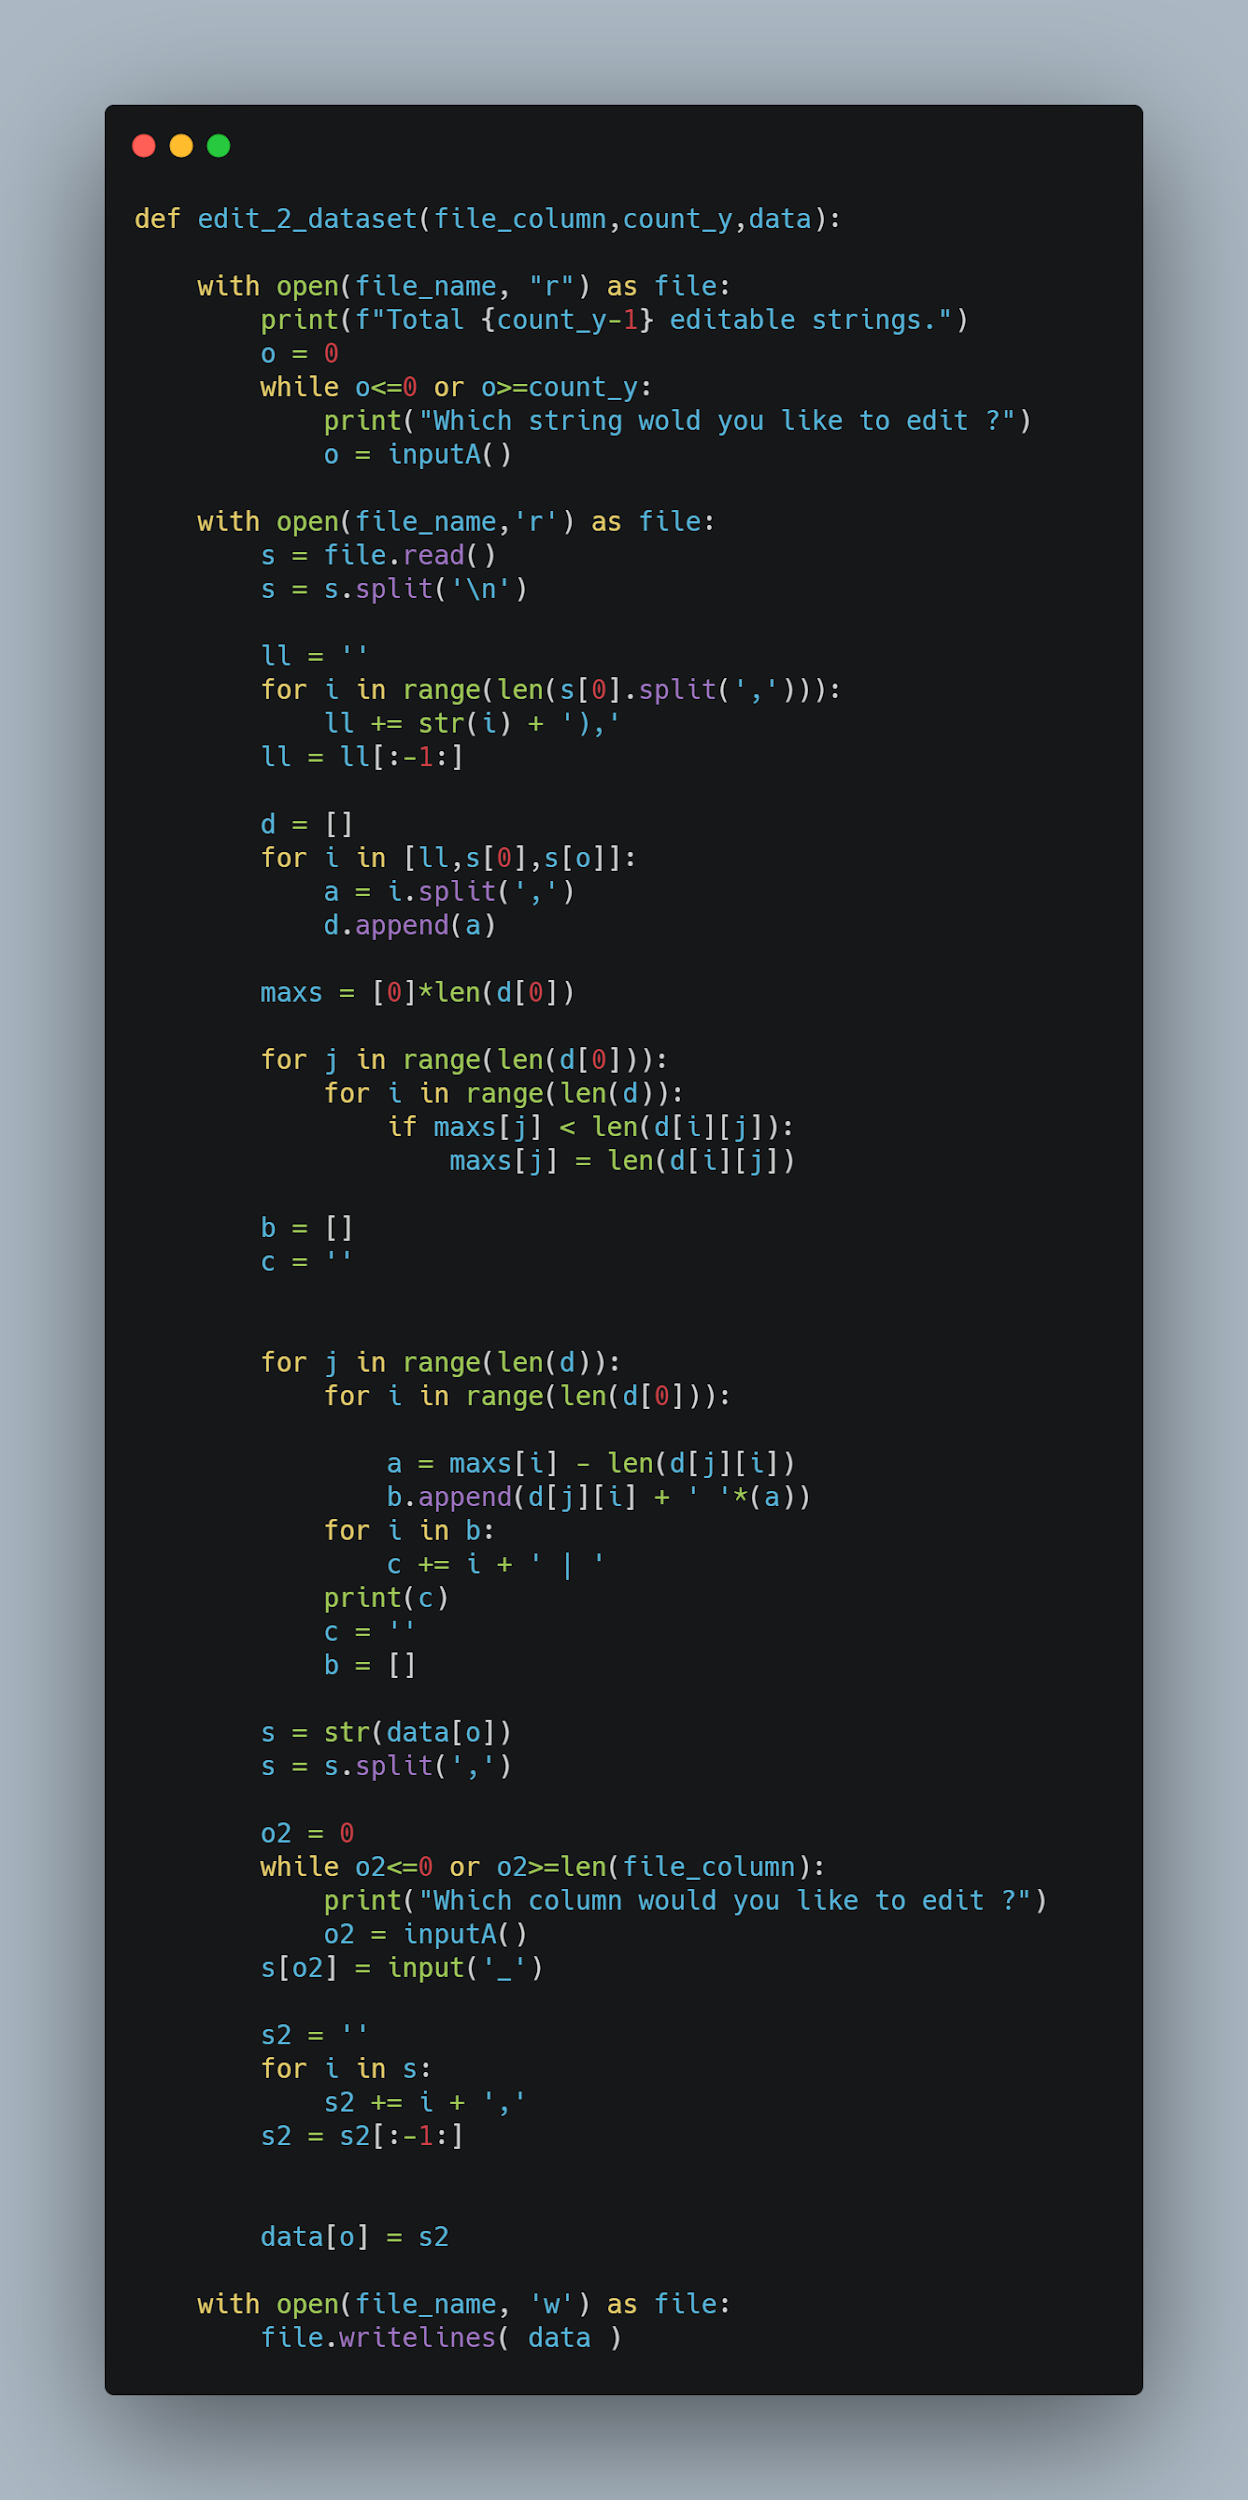 def edit_2_dataset(file_column,count_y,data):
    with open(file_name, "r") as file:
        print(f"Total {count_y-1} editable strings.")
        o = 0
        while o<=0 or o>=count_y:
            print("Which string wold you like to edit ?")
            o = inputA()
    with open(file_name,'r') as file:
        s = file.read()
        s = s.split('\n')
        ll = ''
        for i in range(len(s[0].split(','))):
            ll += str(i) + '),'
        ll = ll[:-1:]
        d = []
        for i in [ll,s[0],s[o]]:
            a = i.split(',')
            d.append(a)
        maxs = [0]*len(d[0])
        for j in range(len(d[0])):
            for i in range(len(d)):
                if maxs[j] < len(d[i][j]):
                    maxs[j] = len(d[i][j])
        b = []
        c = ''
        for j in range(len(d)):
            for i in range(len(d[0])):
                a = maxs[i] - len(d[j][i])
                b.append(d[j][i] + ' '*(a))
            for i in b:
                c += i + ' | '
            print(c)
            c = ''
            b = []
        s = str(data[o])
        s = s.split(',')
        o2 = 0
        while o2<=0 or o2>=len(file_column):
            print("Which column would you like to edit ?")
            o2 = inputA()
        s[o2] = input('_')
        s2 = ''
        for i in s:
            s2 += i + ','
        s2 = s2[:-1:]
        data[o] = s2
    with open(file_name, 'w') as file:
        file.writelines( data )